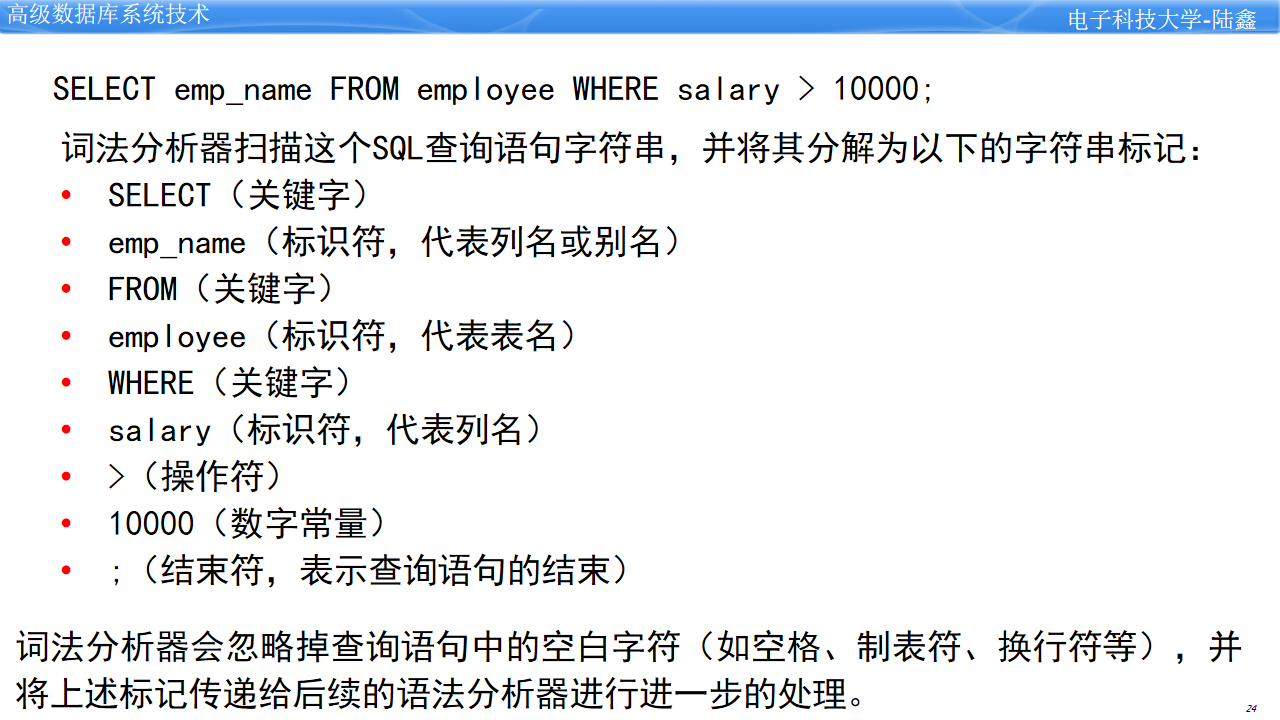 高级数据库系统技术
电子科技大学-陆鑫
SELECT emp_name FROM employee WHERE salary > 10000;
词法分析器扫描这个SQL查询语句字符串，并将其分解为以下的字符串标记：
• SELECT（关键字）
• emp_name（标识符，代表列名或别名）
• FROM（关键字）
• employee（标识符，代表表名）
• WHERE（关键字）
• salary（标识符，代表列名）
• >（操作符）
• 10000（数字常量）
• ;（结束符，表示查询语句的结束）
词法分析器会忽略掉查询语句中的空白字符（如空格、制表符、换行符等），并
将上述标记传递给后续的语法分析器进行进一步的处理。
24